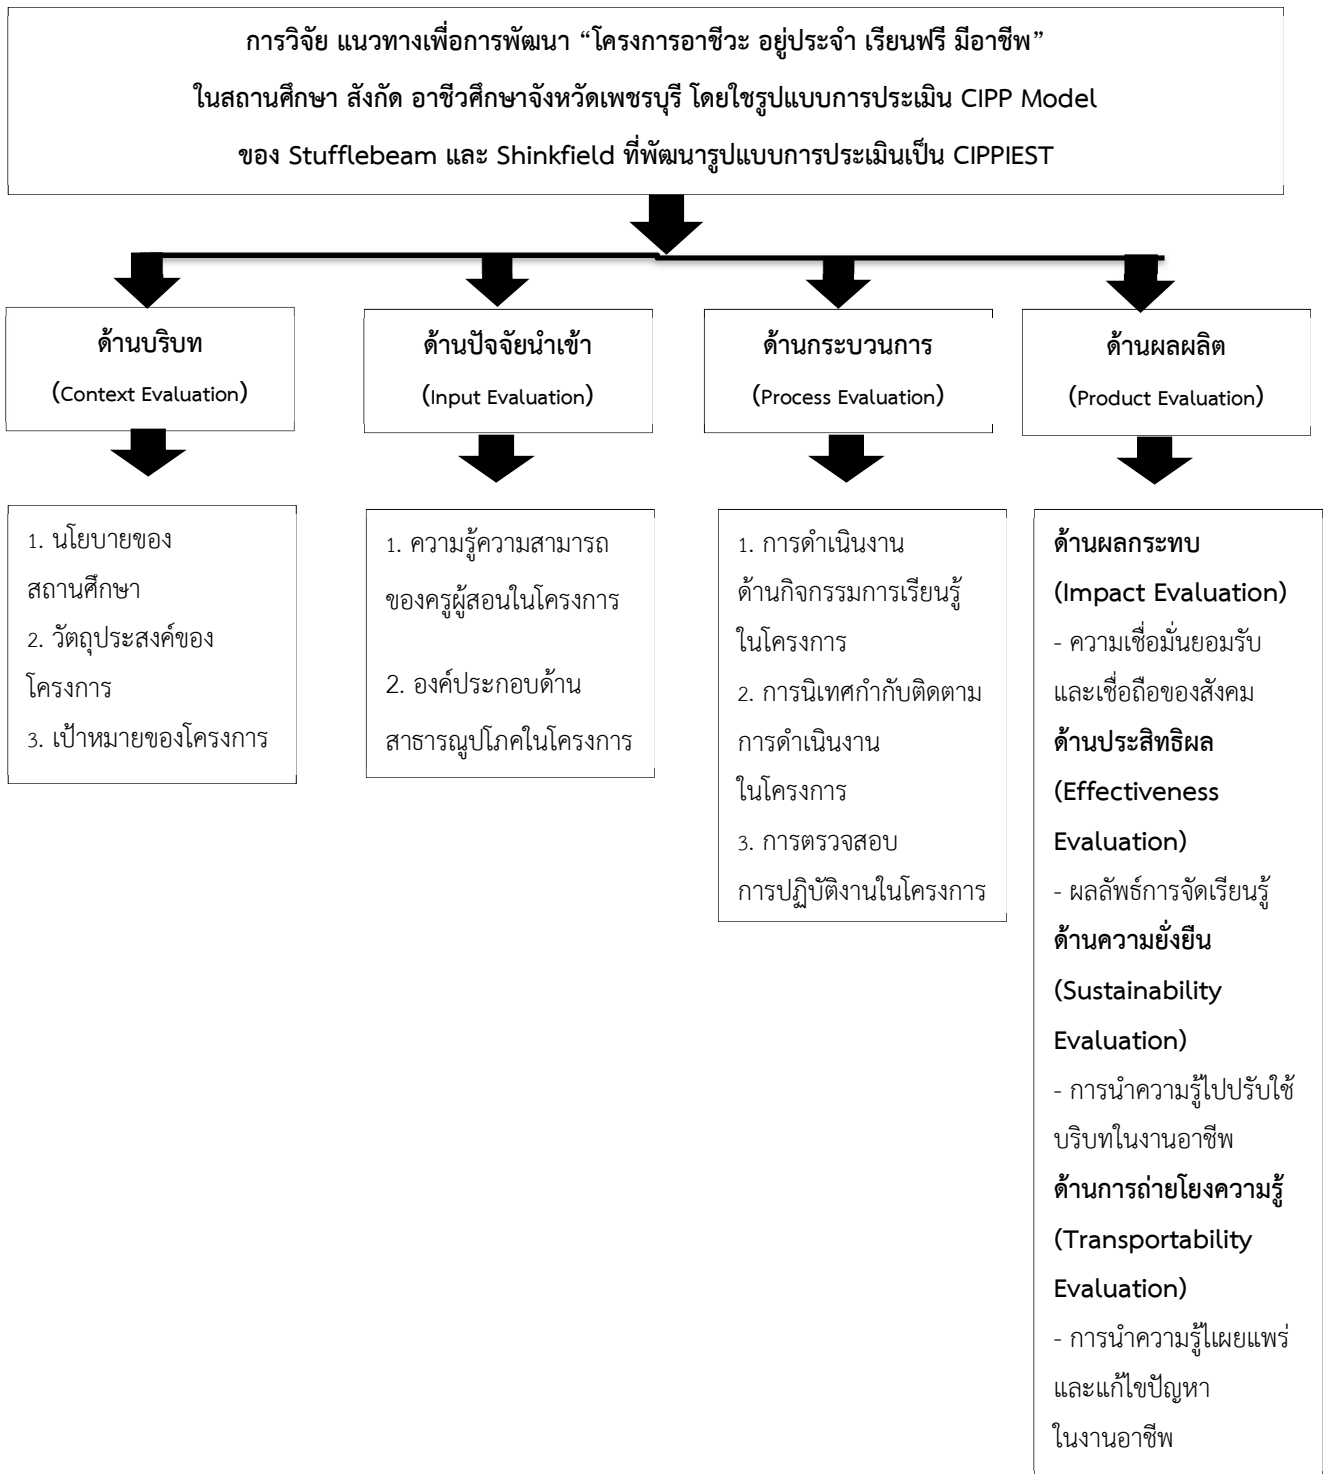 การวิจัย แนวทางเพื่อการพัฒนา “โครงการอาชีวะ อยู่ประจำ เรียนฟรี มีอาชีพ”
ในสถานศึกษา สังกัด อาชีวศึกษาจังหวัดเพชรบุรี โดยใชรูปแบบการประเมิน CIPP Model
ของ Stufflebeam และ Shinkfield ที่พัฒนารูปแบบการประเมินเป็น CIPPIEST
ด้านบริบท
(Context Evaluation)
ด้านปัจจัยนำเข้า
(Input Evaluation)
ด้านกระบวนการ
(Process Evaluation)
ด้านผลผลิต
(Product Evaluation)
1. นโยบายของ
สถานศึกษา
2. วัตถุประสงค์ของ
โครงการ
3. เป้าหมายของโครงการ
1. ความรู้ความสามารถ
ของครูผู้สอนในโครงการ
2. องค์ประกอบด้าน
สาธารณูปโภคในโครงการ
1. การดำเนินงาน
ด้านกิจกรรมการเรียนรู้
ในโครงการ
2. การนิเทศกำกับติดตาม
การดำเนินงาน
ในโครงการ
3. การตรวจสอบ
การปฏิบัติงานในโครงการ
ด้านผลกระทบ
(Impact Evaluation)
- ความเชื่อมั่นยอมรับ
และเชื่อถือของสังคม
ด้านประสิทธิผล
(Effectiveness
Evaluation)
- ผลลัพธ์การจัดเรียนรู้
ด้านความยั่งยืน
(Sustainability
Evaluation)
- การนำความรู้ไปปรับใช้
บริบทในงานอาชีพ
ด้านการถ่ายโยงความรู้
(Transportability
Evaluation)
- การนำความรู้ไแผยแพร่
และแก้ไขปัญหา
ในงานอาชีพ